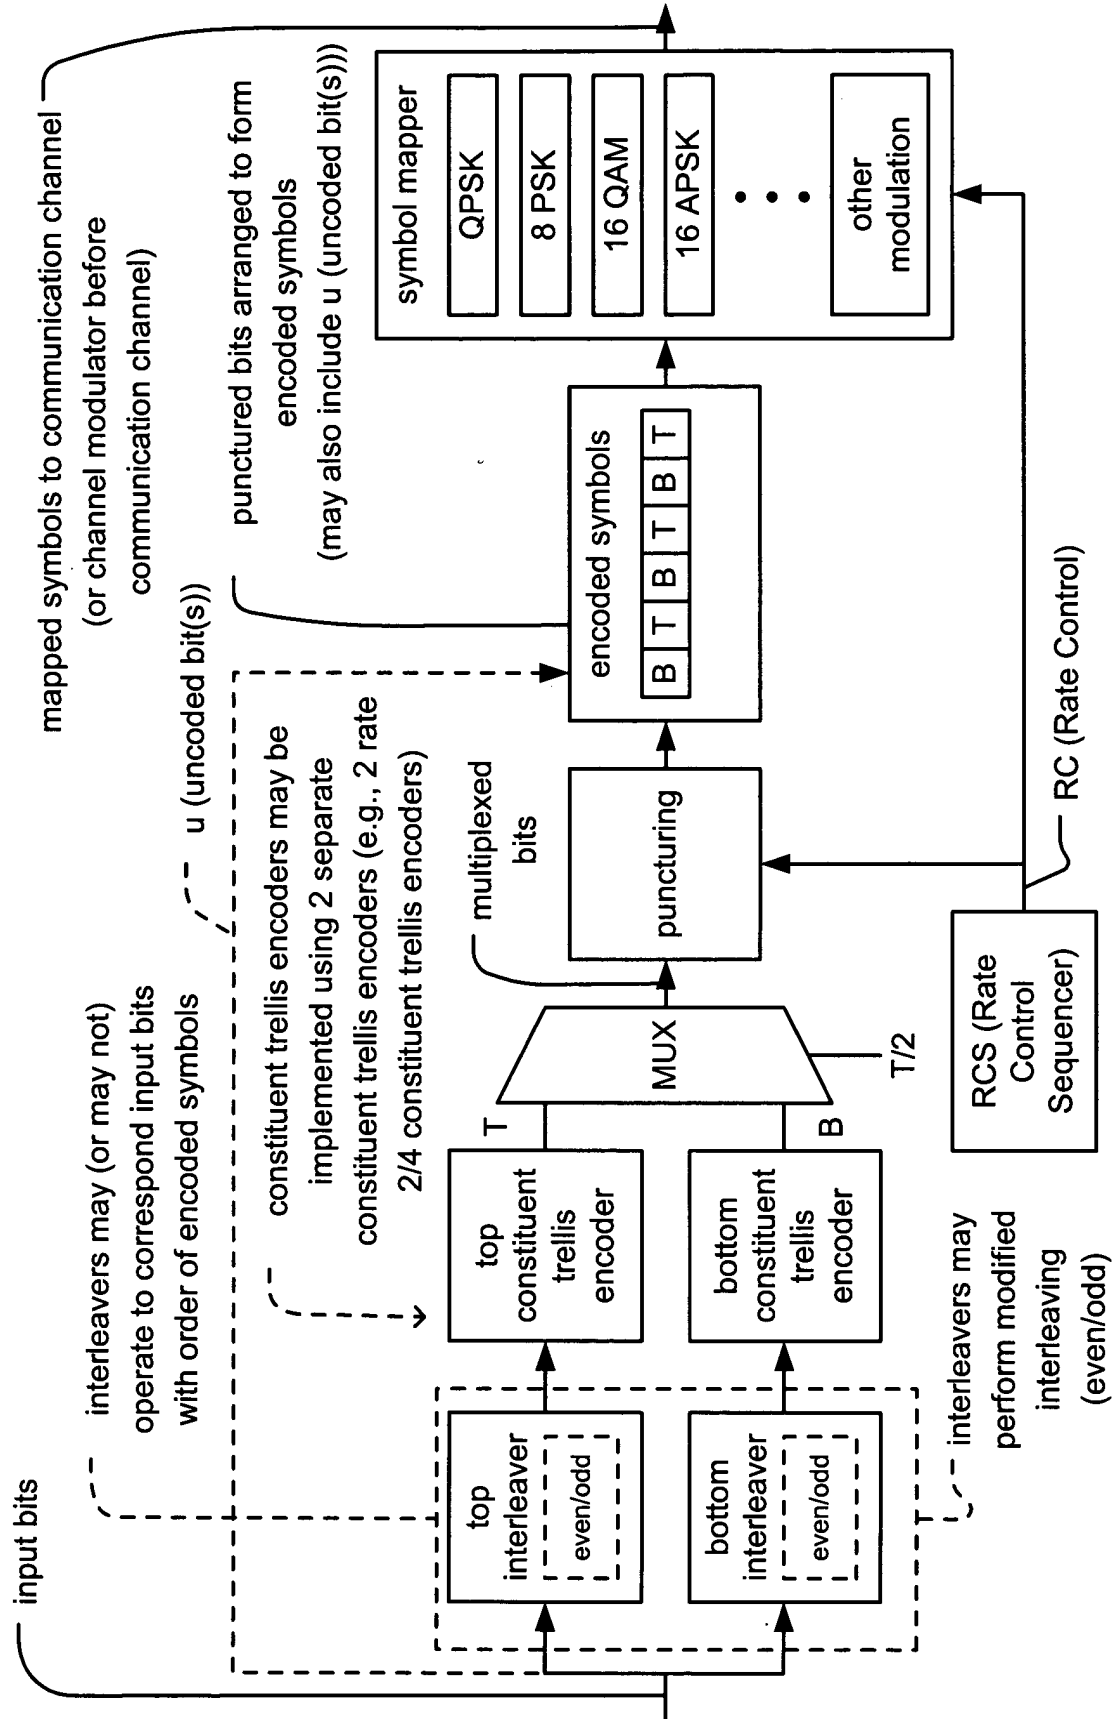 input bits
interleavers may (or may not)
operate to correspond input bits
with order of encoded symbols
u (uncoded bit(s))
mapped symbols to communication channel
(or channel modulator before
communication channel)
constituent trellis encoders may be
implemented using 2 separate
constituent trellis encoders (e.g., 2 rate
2/4 constituent trellis encoders)
punctured bits arranged to form
encoded symbols
(may also include u (uncoded bit(s)))
top
interleaver
even/odd
top
constituent
trellis
encoder
T
bottom
interleaver
even/odd
bottom
constituent
trellis
encoder
B
MUX
T/2
multiplexed
bits
puncturing
encoded symbols
B T B T B T
symbol mapper
QPSK
8 PSK
16 QAM
16 APSK
other
modulation
interleavers may
perform modified
interleaving
(even/odd)
RCS (Rate
Control
Sequencer)
RC (Rate Control)